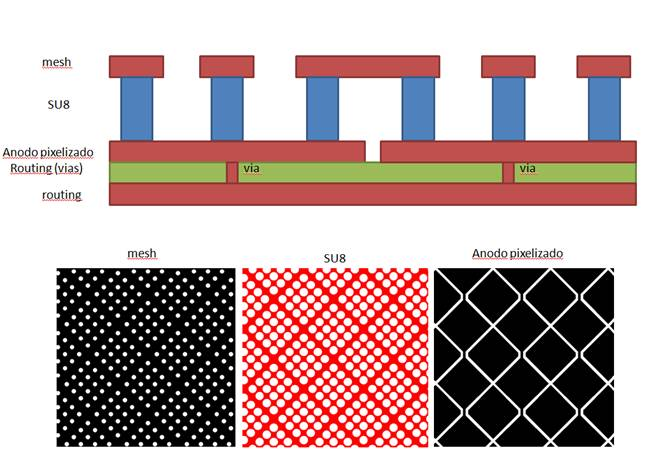 mesh
SU8
Anodo pixelizado
Routing (vias)
via
via
routing
mesh
SU8
Anodo pixelizado